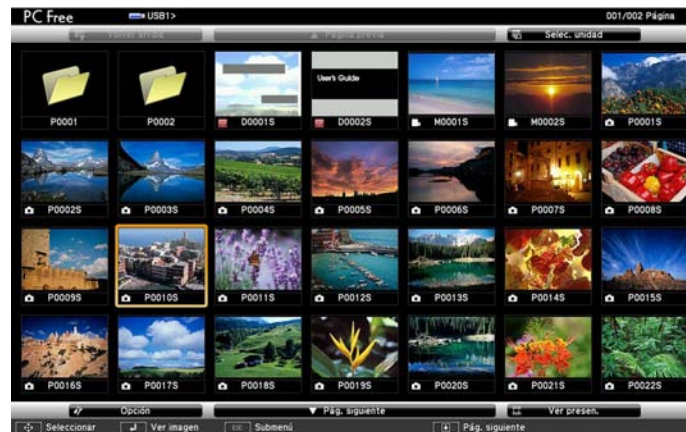 PC Free USB1> 001/002 Página
Volver arriba ▲ Página previa Selec. unidad
User's Guide
P0001 P0002 D0001S D0002S M0001S M0002S P0001S
P0002S P0003S P0004S P0005S P0006S P0007S P0008S
P0009S P0010S P0011S P0012S P0013S P0014S P0015S
P0016S P0017S P0018S P0019S P0020S P0021S P0022S
Opción ▼ Pág. siguiente Ver presen.
Seleccionar Ver imagen ESC Submenú Pág. siguiente